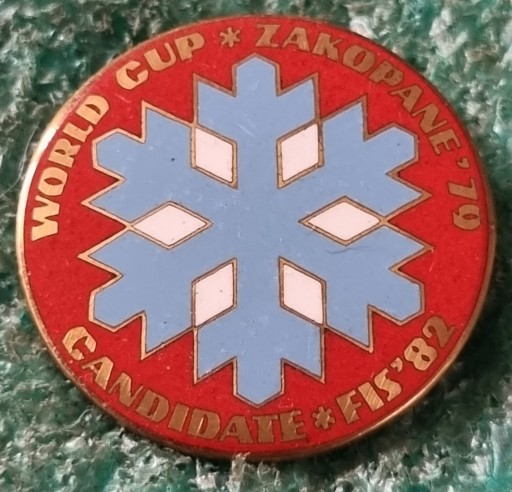 WORLD CUP * ZAKOPANE '79
CANDIDATE * FIS '82